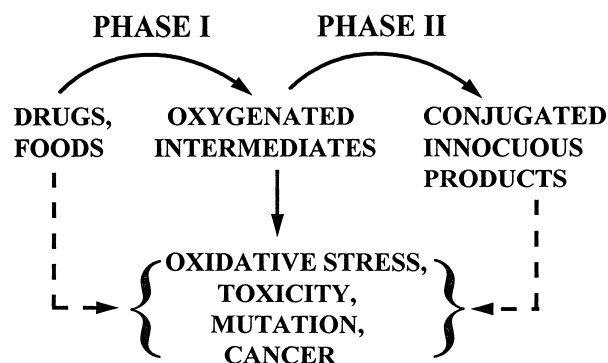 PHASE I
PHASE II
DRUGS,
FOODS
OXYGENATED
INTERMEDIATES
CONJUGATED
INNOCUOUS
PRODUCTS
OXIDATIVE STRESS,
TOXICITY,
MUTATION,
CANCER